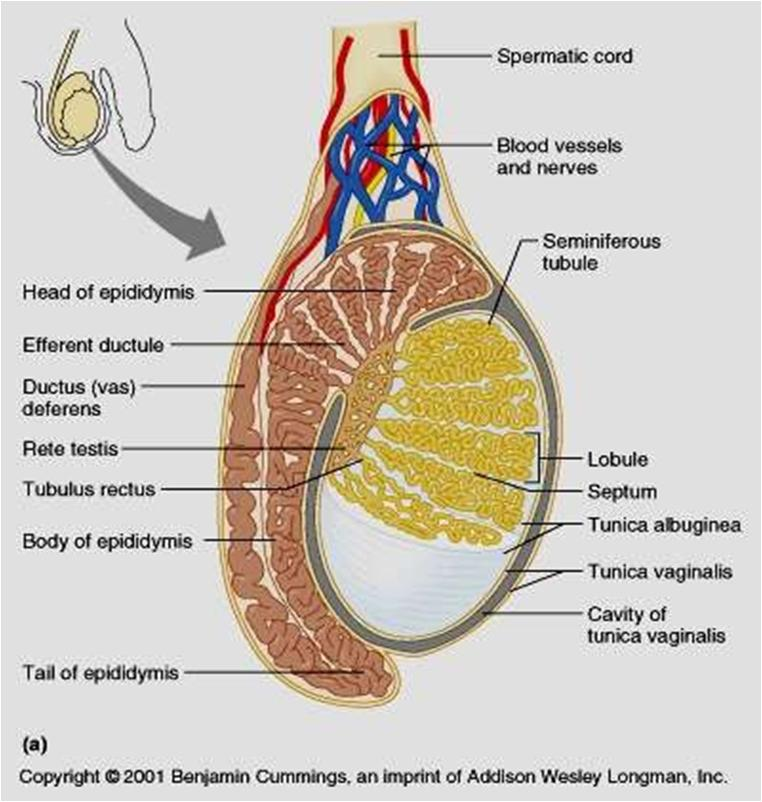 Spermatic cord
Blood vessels
and nerves
Seminiferous
tubule
Head of epididymis
Efferent ductule
Ductus (vas)
deferens
Rete testis
Tubulus rectus
Body of epididymis
Tail of epididymis
Lobule
Septum
Tunica albuginea
Tunica vaginalis
Cavity of
tunica vaginalis
(a)
Copyright © 2001 Benjamin Cummings, an imprint of Addison Wesley Longman, Inc.